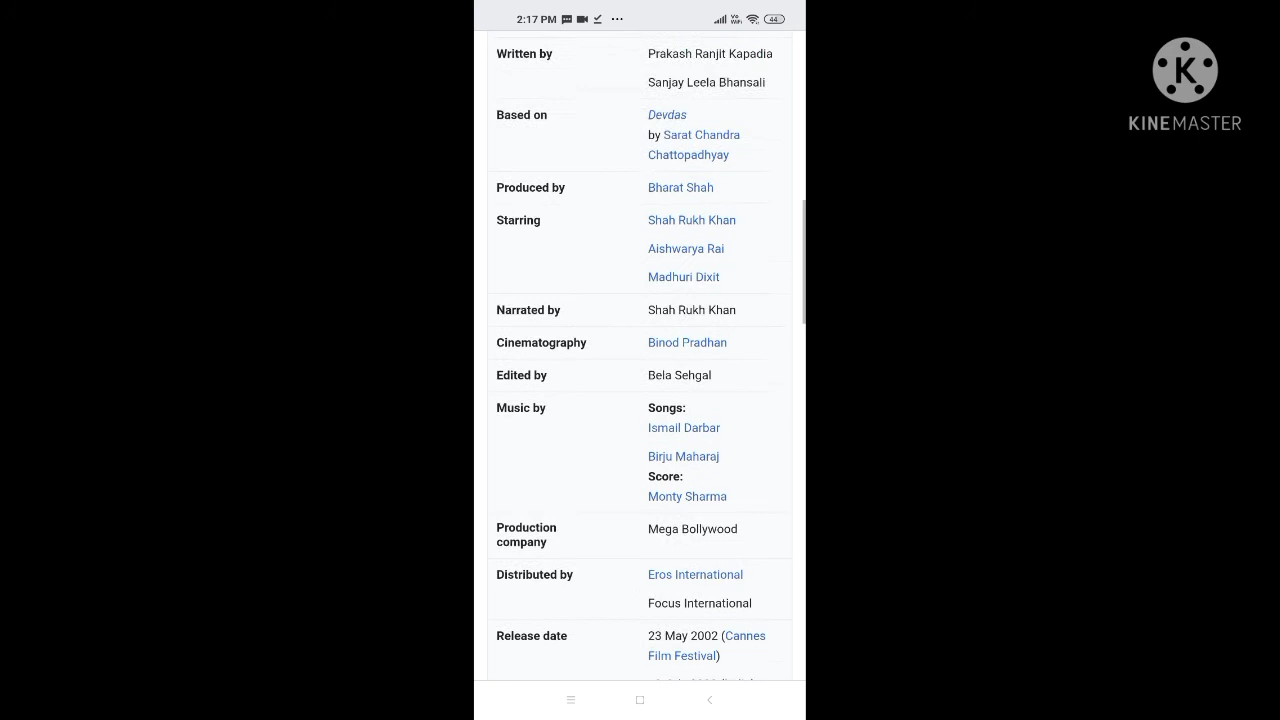 2:17 PM
Vo
WiFi
44
KINEMASTER
Written by
Prakash Ranjit Kapadia
Sanjay Leela Bhansali
Based on
Devdas
by Sarat Chandra
Chattopadhyay
Produced by
Bharat Shah
Starring
Shah Rukh Khan
Aishwarya Rai
Madhuri Dixit
Narrated by
Shah Rukh Khan
Cinematography
Binod Pradhan
Edited by
Bela Sehgal
Music by
Songs:
Ismail Darbar
Birju Maharaj
Score:
Monty Sharma
Production
company
Mega Bollywood
Distributed by
Eros International
Focus International
Release date
23 May 2002 (Cannes
Film Festival)